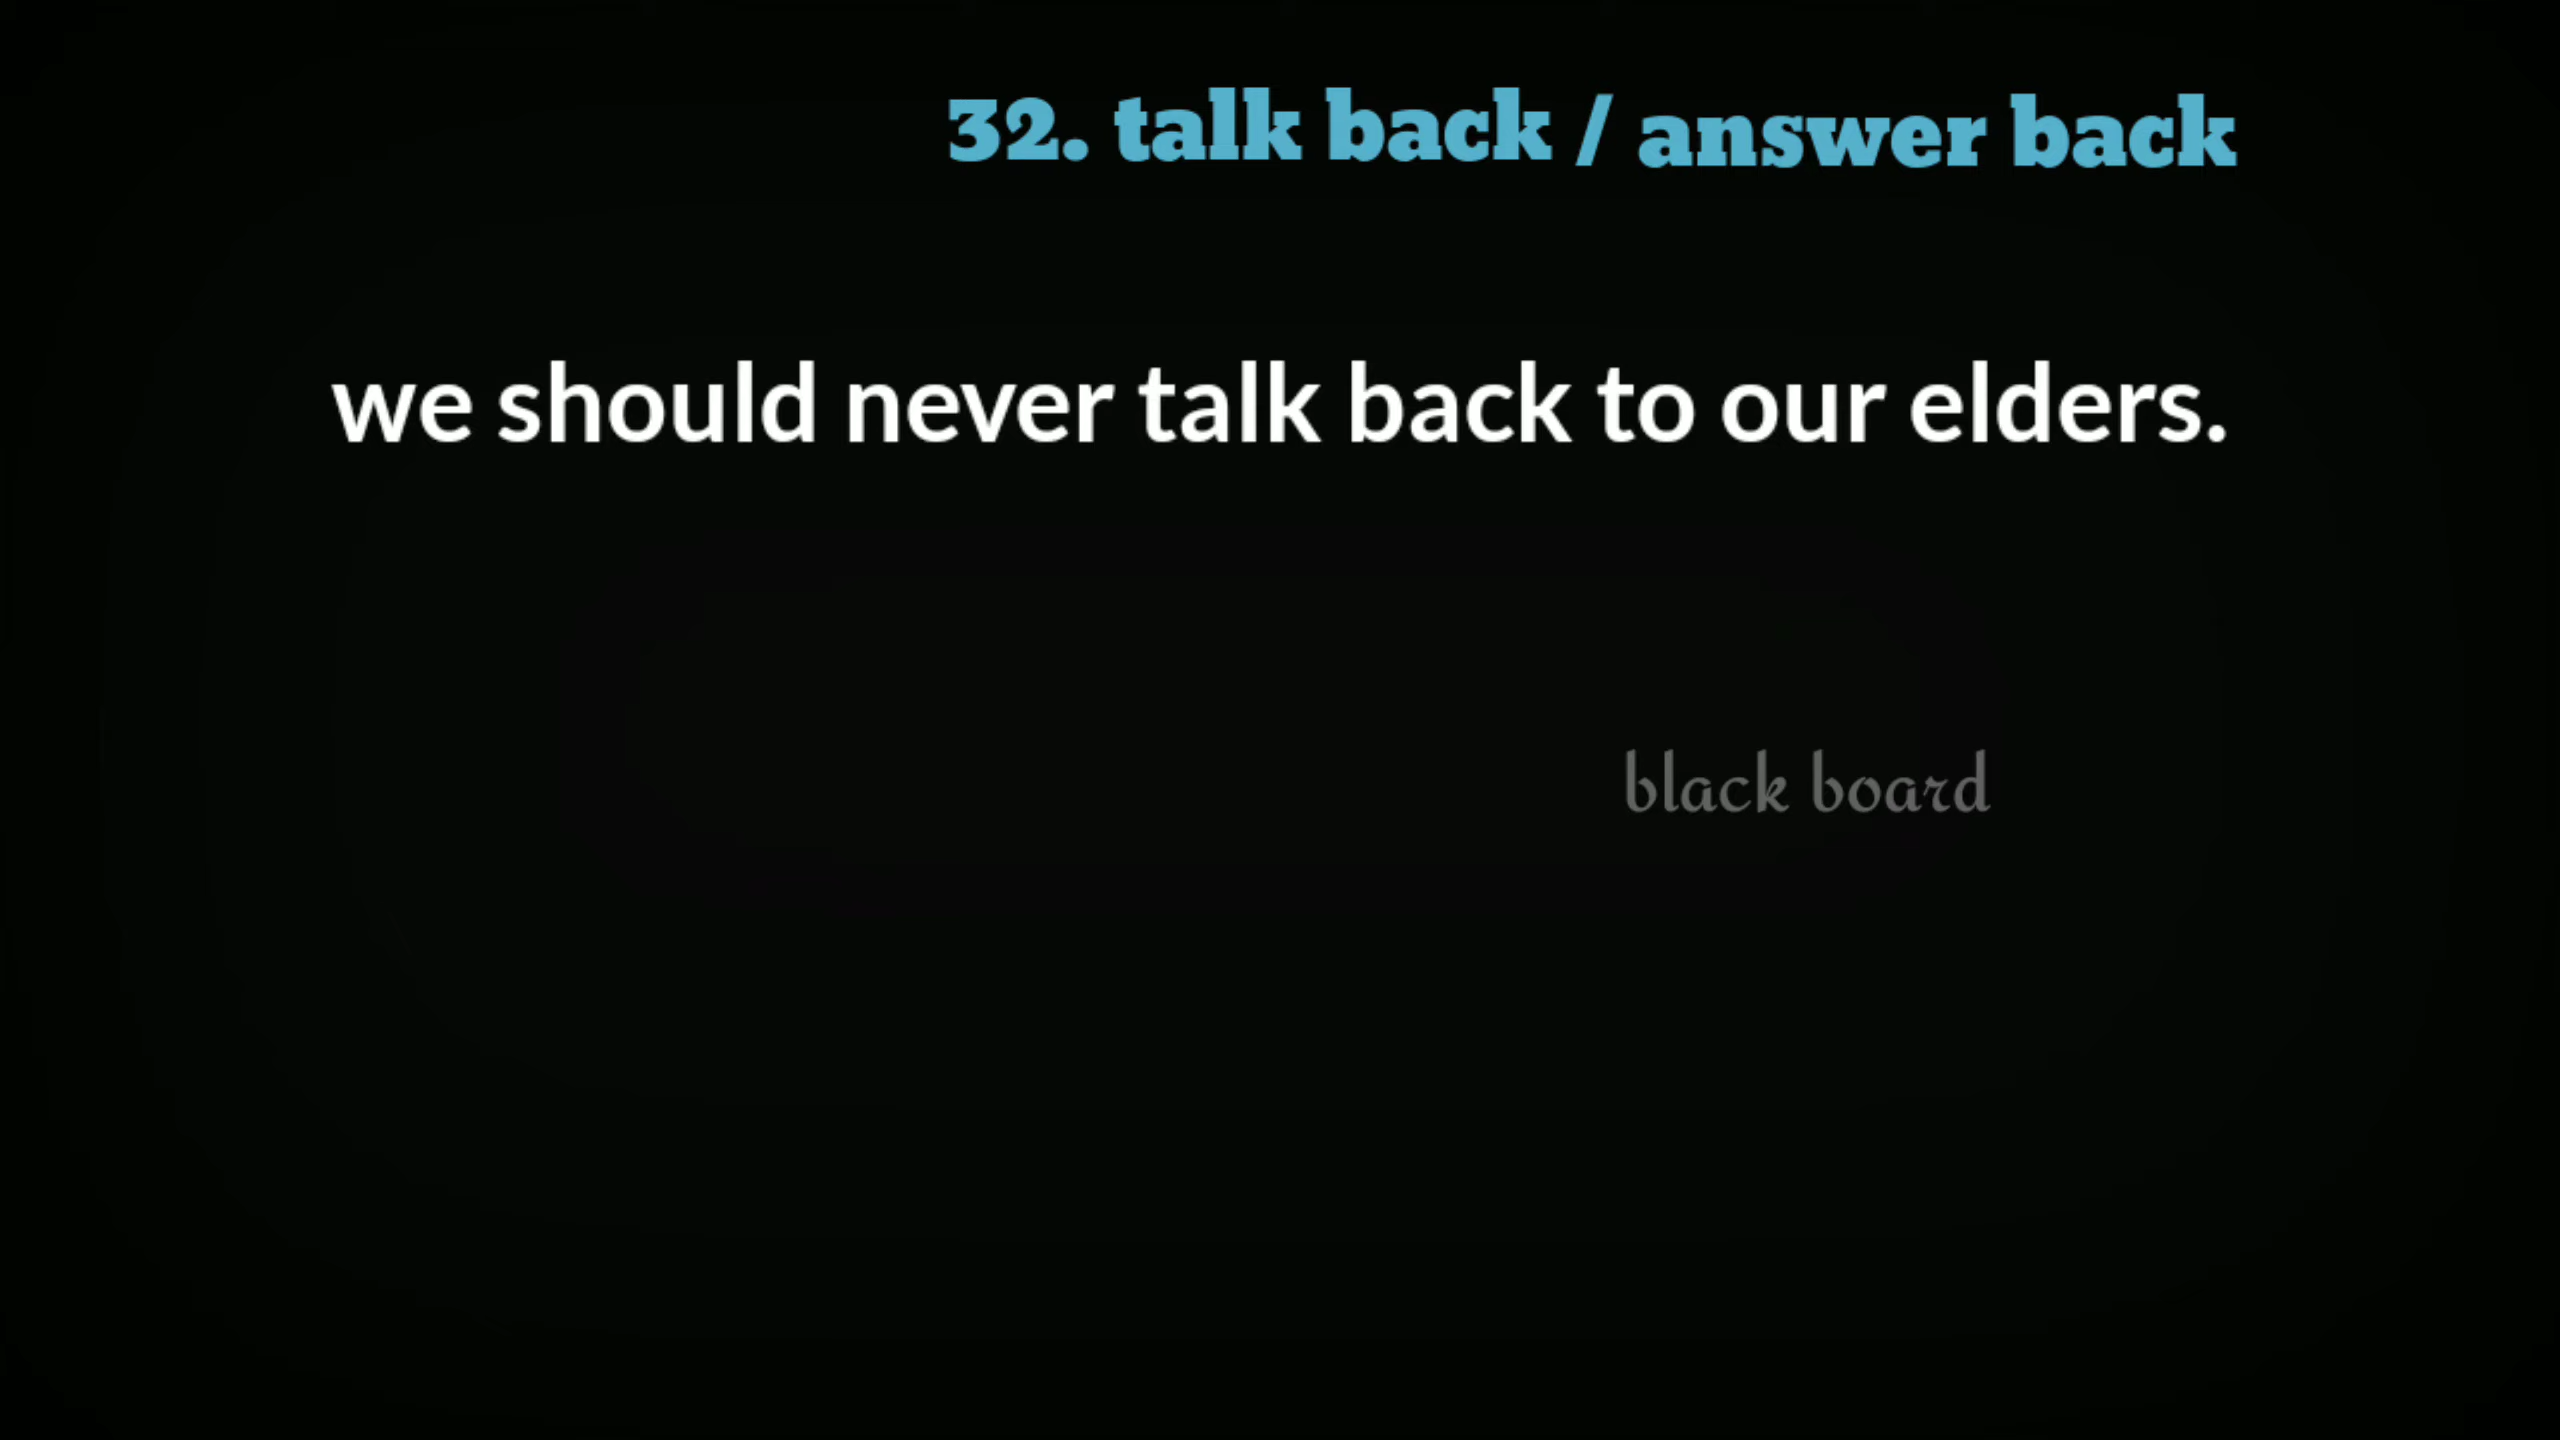 32. talk back / answer back
we should never talk back to our elders.
black board